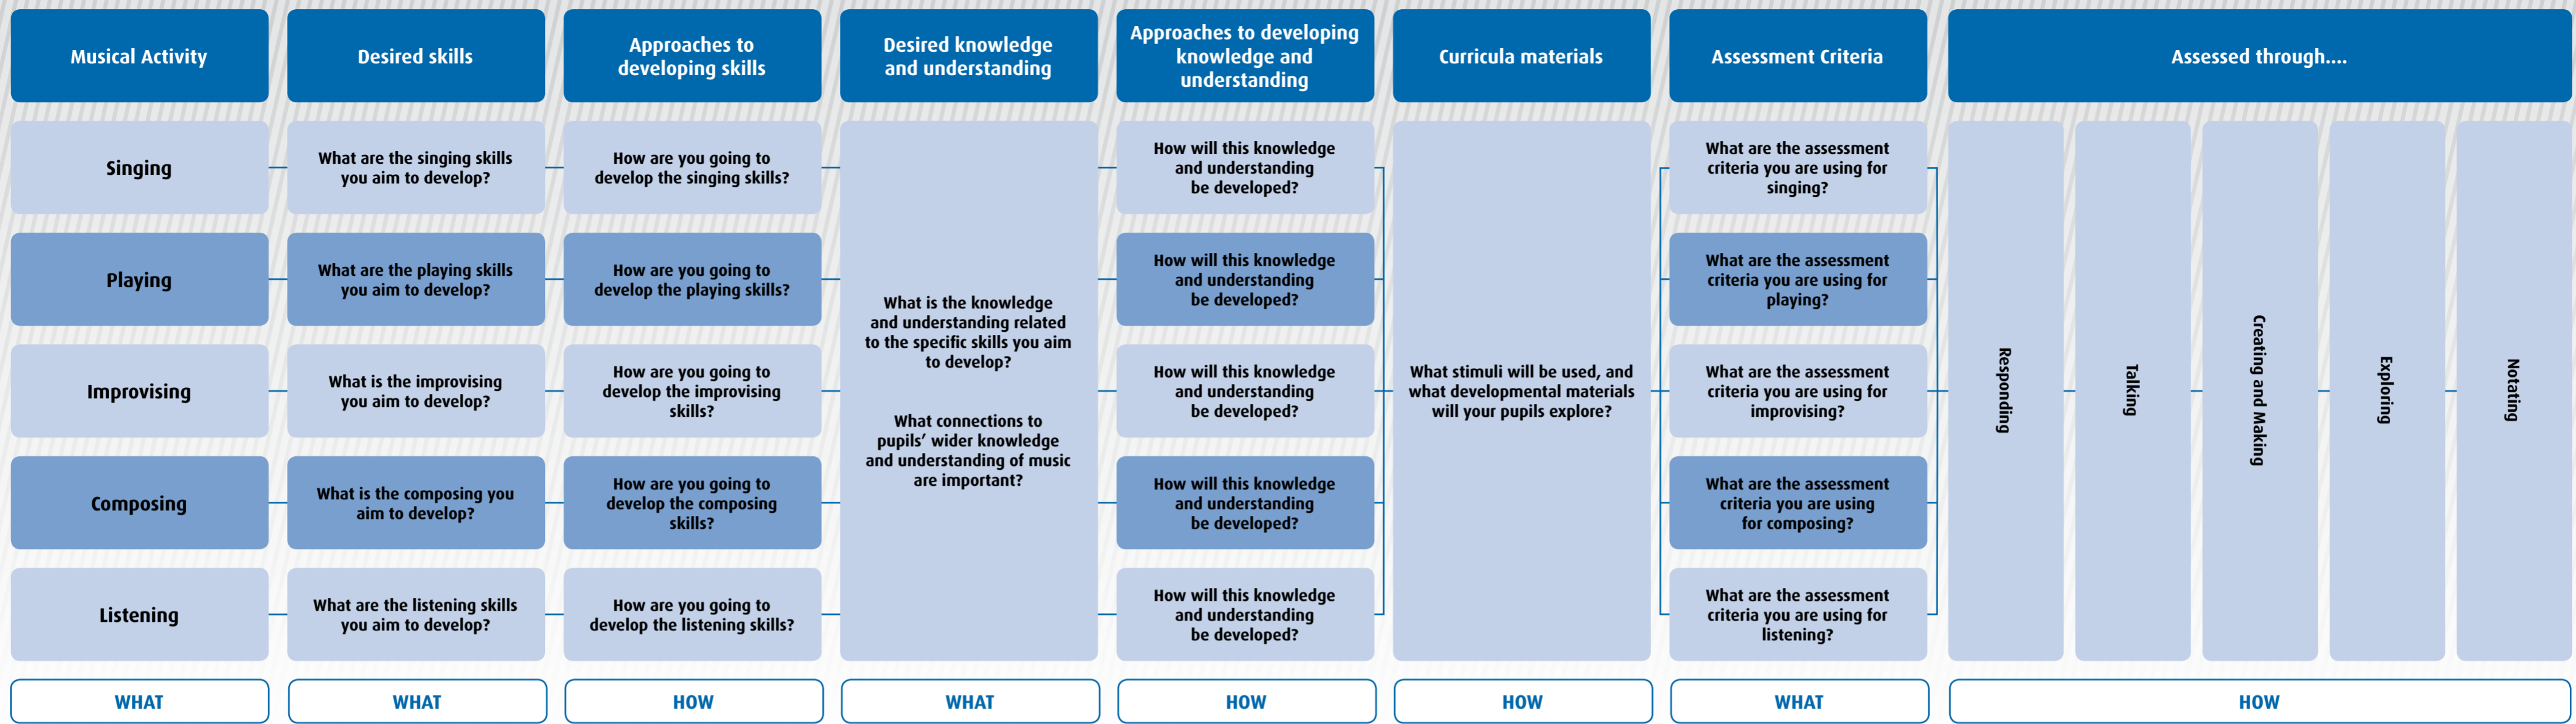 Musical Activity
Desired skills
Approaches to
developing skills
Desired knowledge
and understanding
Approaches to developing
knowledge and
understanding
Curricula materials
Assessment Criteria
Assessed through....
Singing
What are the singing skills
you aim to develop?
How are you going to
develop the singing skills?
How will this knowledge
and understanding
be developed?
What are the assessment
criteria you are using for
singing?
Playing
What are the playing skills
you aim to develop?
How are you going to
develop the playing skills?
How will this knowledge
and understanding
be developed?
What are the assessment
criteria you are using for
playing?
Improvising
What is the improvising
you aim to develop?
How are you going to
develop the improvising
skills?
What is the knowledge
and understanding related
to the specific skills you aim
to develop?
What connections to
pupils’ wider knowledge
and understanding of music
are important?
How will this knowledge
and understanding
be developed?
What stimuli will be used, and
what developmental materials
will your pupils explore?
What are the assessment
criteria you are using for
improvising?
Responding
Talking
Creating and Making
Exploring
Notating
Composing
What is the composing you
aim to develop?
How are you going to
develop the composing
skills?
How will this knowledge
and understanding
be developed?
What are the assessment
criteria you are using
for composing?
Listening
What are the listening skills
you aim to develop?
How are you going to
develop the listening skills?
How will this knowledge
and understanding
be developed?
What are the assessment
criteria you are using for
listening?
WHAT
WHAT
HOW
WHAT
HOW
HOW
WHAT
HOW